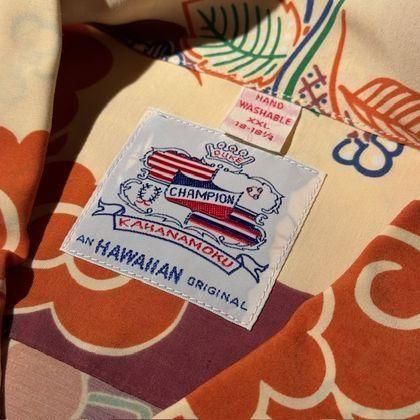 HAND
WASHABLE
XXL
18-18½
DUKE
CHAMPION
KAHANAMOKU
AN HAWAIIAN ORIGINAL